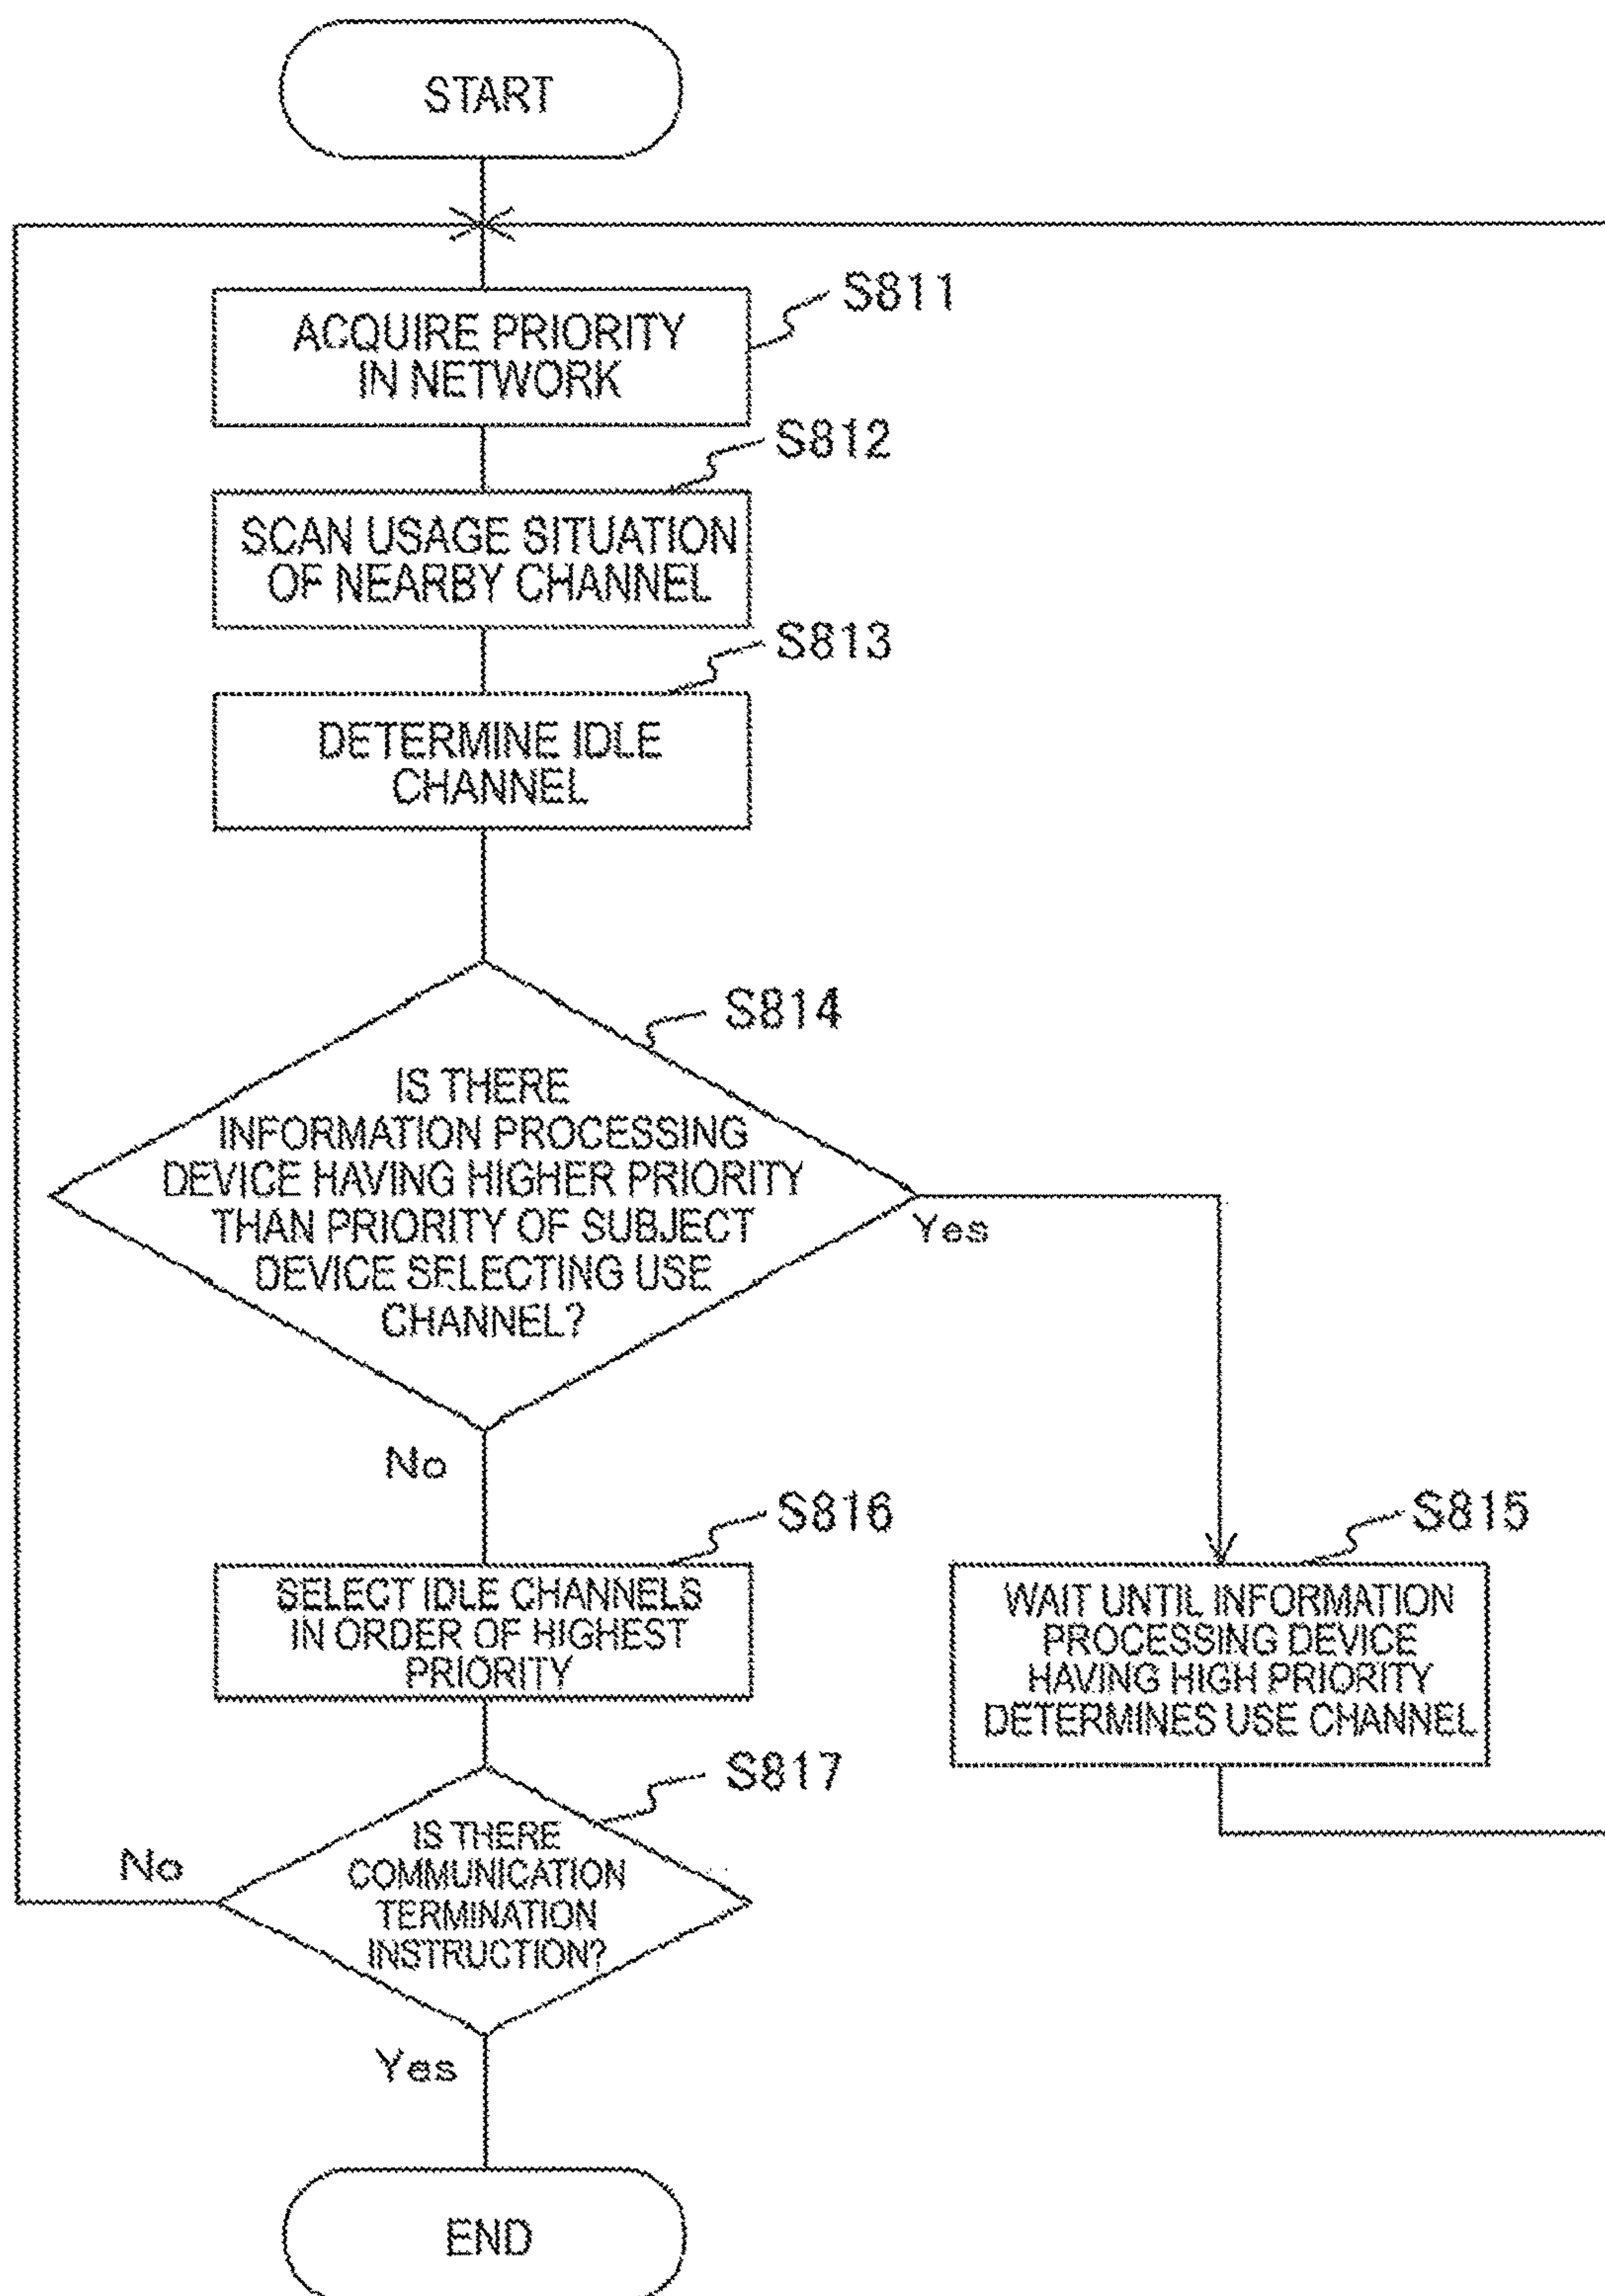 START
S811
ACQUIRE PRIORITY
IN NETWORK
S812
SCAN USAGE SITUATION
OF NEARBY CHANNEL
S813
DETERMINE IDLE
CHANNEL
S814
IS THERE
INFORMATION PROCESSING
DEVICE HAVING HIGHER PRIORITY
THAN PRIORITY OF SUBJECT
DEVICE SELECTING USE
CHANNEL?
Yes
No
S816
SELECT IDLE CHANNELS
IN ORDER OF HIGHEST
PRIORITY
S815
WAIT UNTIL INFORMATION
PROCESSING DEVICE
HAVING HIGH PRIORITY
DETERMINES USE CHANNEL
S817
IS THERE
COMMUNICATION
TERMINATION
INSTRUCTION?
No
Yes
END